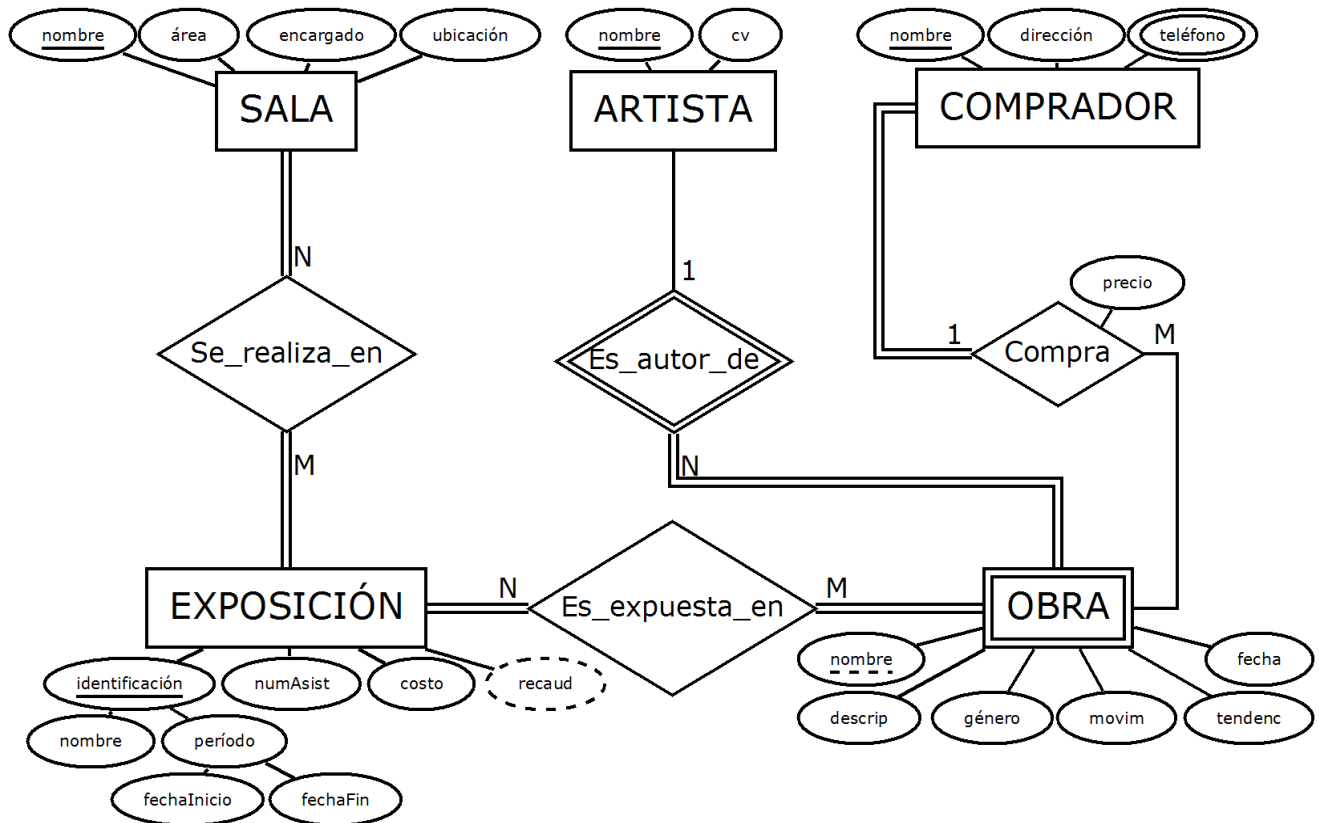 nombre área encargado ubicación nombre cv nombre dirección teléfono
SALA ARTISTA COMPRADOR
N 1
precio
1 M
Se_realiza_en Es_autor_de Compra
M N
EXPOSICIÓN N Es_expuesta_en M OBRA
nombre fecha
identificación numAsist costo recaud
descrip género movim tendenc
nombre período
fechaInicio fechaFin